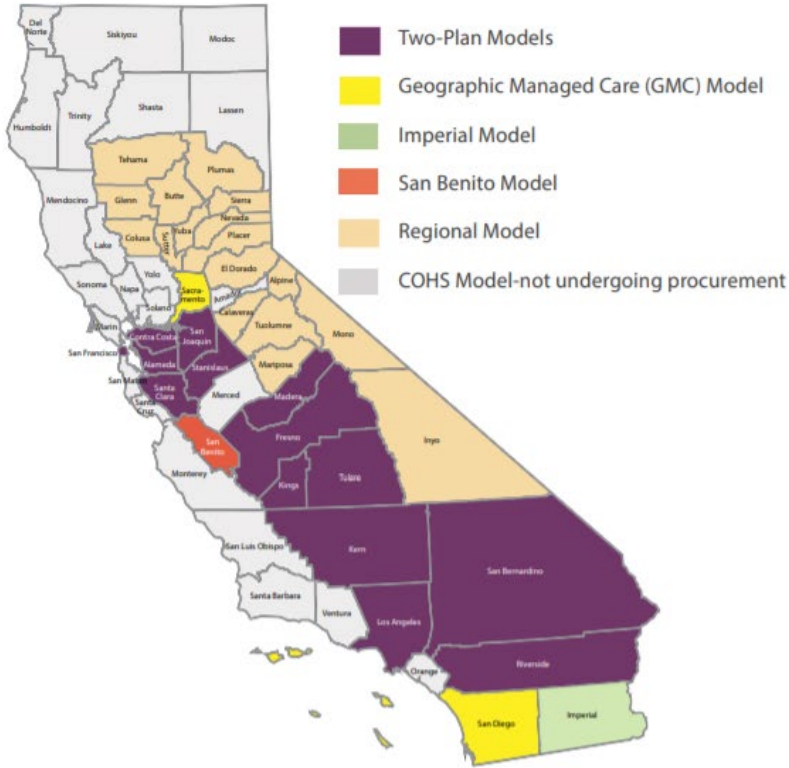 Two-Plan Models
Geographic Managed Care (GMC) Model
Imperial Model
San Benito Model
Regional Model
COHS Model-not undergoing procurement
Del
Norte
Siskiyou
Modoc
Humboldt
Trinity
Shasta
Lassen
Tehama
Plumas
Mendocino
Glenn
Butte
Sierra
Nevada
Colusa
Sutter
Yuba
Placer
Lake
El Dorado
Sonoma
Napa
Yolo
Sacra-
mento
Amador
Alpine
Solano
Calaveras
Marin
Contra Costa
San
Joaquin
Tuolumne
Mono
San Francisco
Alameda
Stanislaus
Mariposa
San Mateo
Santa
Clara
Merced
Madera
Santa
Cruz
San
Benito
Fresno
Inyo
Monterey
Kings
Tulare
San Luis Obispo
Kern
San Bernardino
Santa Barbara
Ventura
Los Angeles
Orange
Riverside
San Diego
Imperial